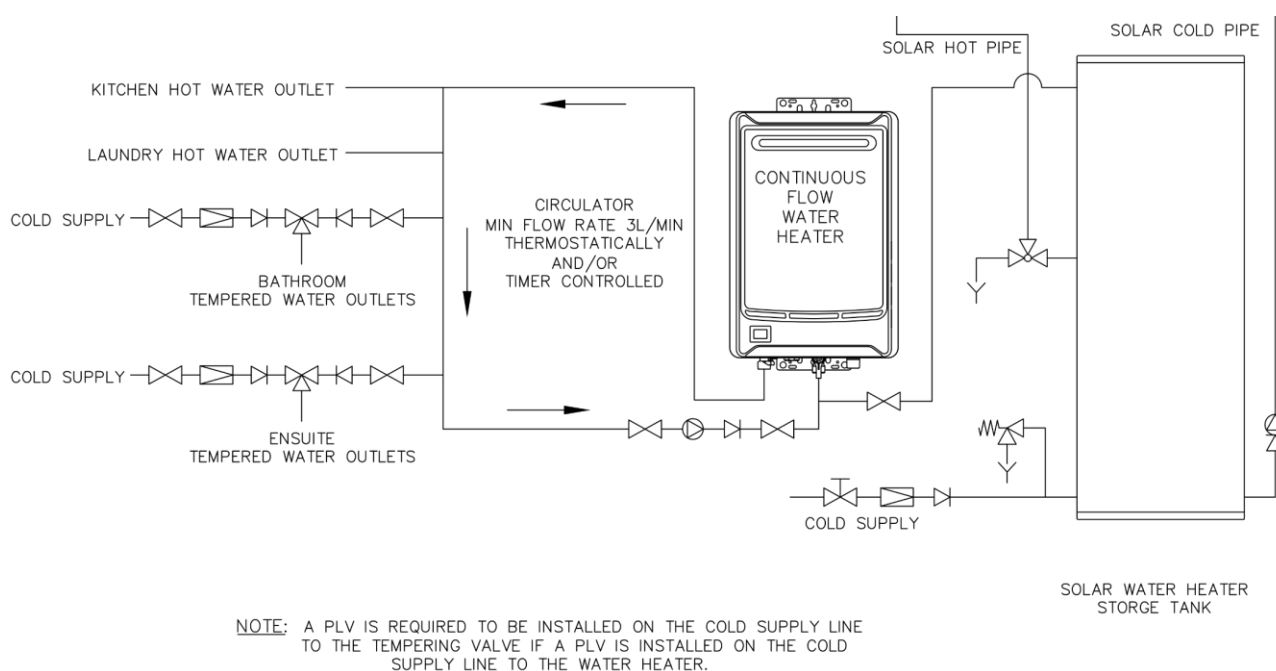 SOLAR COLD PIPE
SOLAR HOT PIPE
KITCHEN HOT WATER OUTLET
LAUNDRY HOT WATER OUTLET
CONTINUOUS
FLOW
WATER
HEATER
CIRCULATOR
MIN FLOW RATE 3L/MIN
THERMOSTATICALLY
AND/OR
TIMER CONTROLLED
COLD SUPPLY
BATHROOM
TEMPERED WATER OUTLETS
COLD SUPPLY
ENSUITE
TEMPERED WATER OUTLETS
COLD SUPPLY
SOLAR WATER HEATER
STORGE TANK
NOTE: A PLV IS REQUIRED TO BE INSTALLED ON THE COLD SUPPLY LINE
TO THE TEMPERING VALVE IF A PLV IS INSTALLED ON THE COLD
SUPPLY LINE TO THE WATER HEATER.